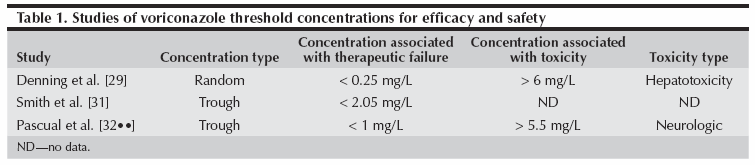 Table 1. Studies of voriconazole threshold concentrations for efficacy and safety
Concentration associated Concentration associated
Study Concentration type with therapeutic failure with toxicity Toxicity type
Denning et al. [29] Random < 0.25 mg/L > 6 mg/L Hepatotoxicity
Smith et al. [31] Trough < 2.05 mg/L ND ND
Pascual et al. [32••] Trough < 1 mg/L > 5.5 mg/L Neurologic
ND—no data.